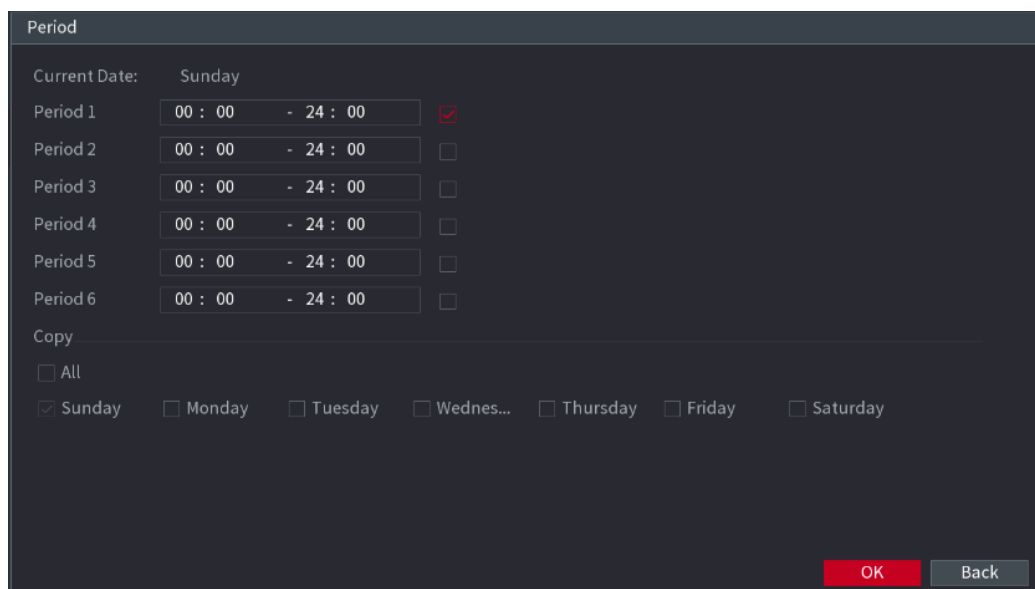 Period
Current Date: Sunday
Period 1 00 : 00 - 24 : 00
Period 2 00 : 00 - 24 : 00
Period 3 00 : 00 - 24 : 00
Period 4 00 : 00 - 24 : 00
Period 5 00 : 00 - 24 : 00
Period 6 00 : 00 - 24 : 00
Copy
All
Sunday Monday Tuesday Wednes... Thursday Friday Saturday
OK Back